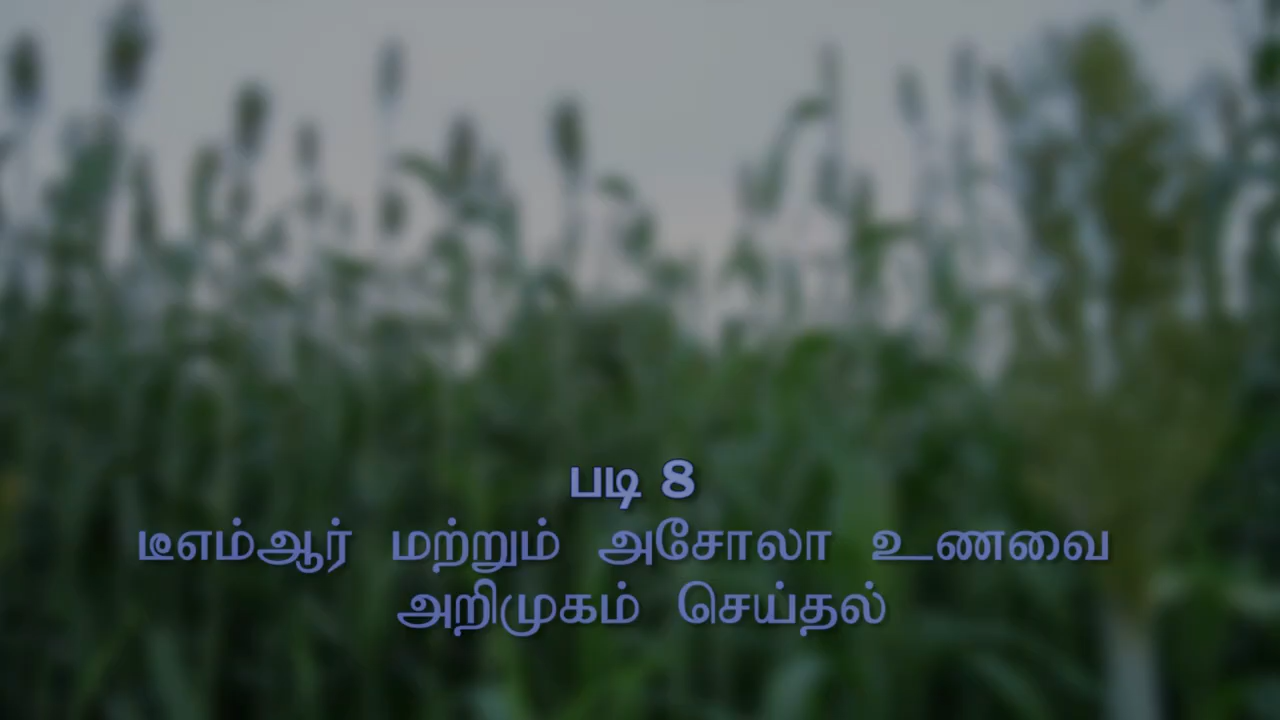 படி 8
டீஎம்ஆர் மற்றும் அசோலா உணவை
அறிமுகம் செய்தல்